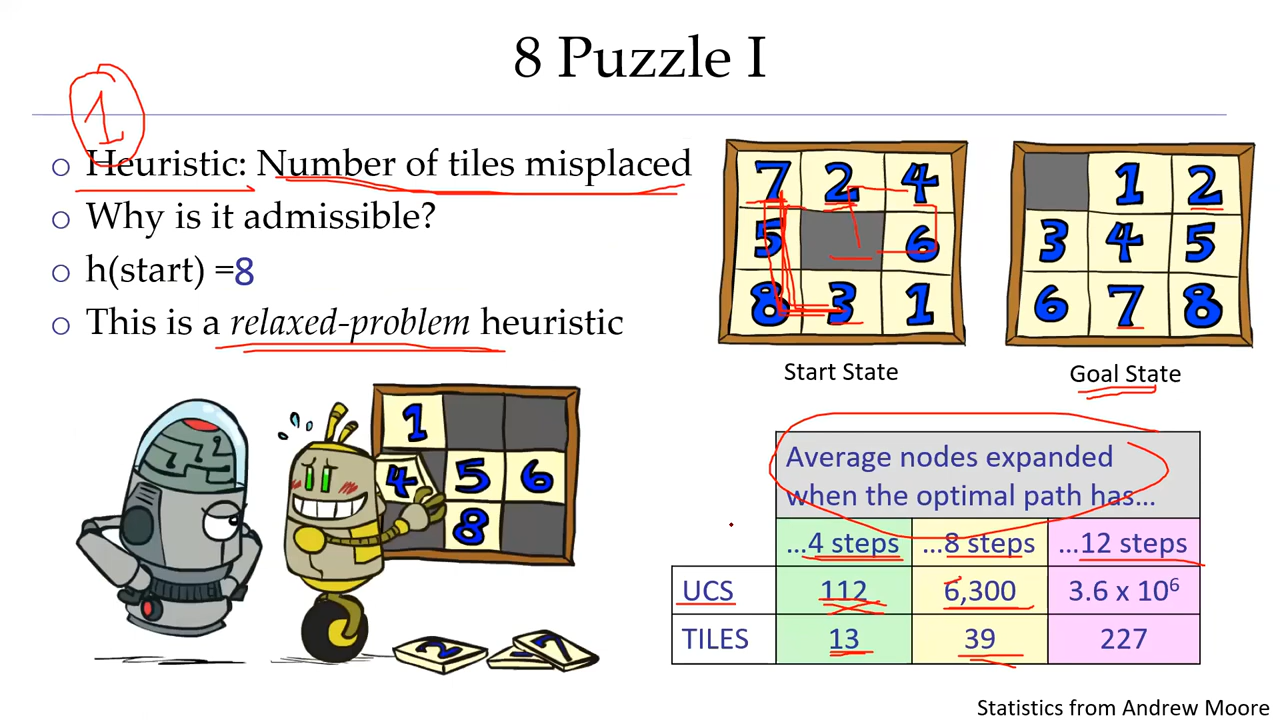 8 Puzzle I
1
Heuristic: Number of tiles misplaced
Why is it admissible?
h(start) =8
This is a relaxed-problem heuristic
7 2 4
5 6
8 3 1
Start State
1 2
3 4 5
6 7 8
Goal State
1
4 5 6
8
2 7
Average nodes expanded
when the optimal path has...
...4 steps ...8 steps ...12 steps
UCS 112 6,300 3.6 x 10⁶
TILES 13 39 227
Statistics from Andrew Moore